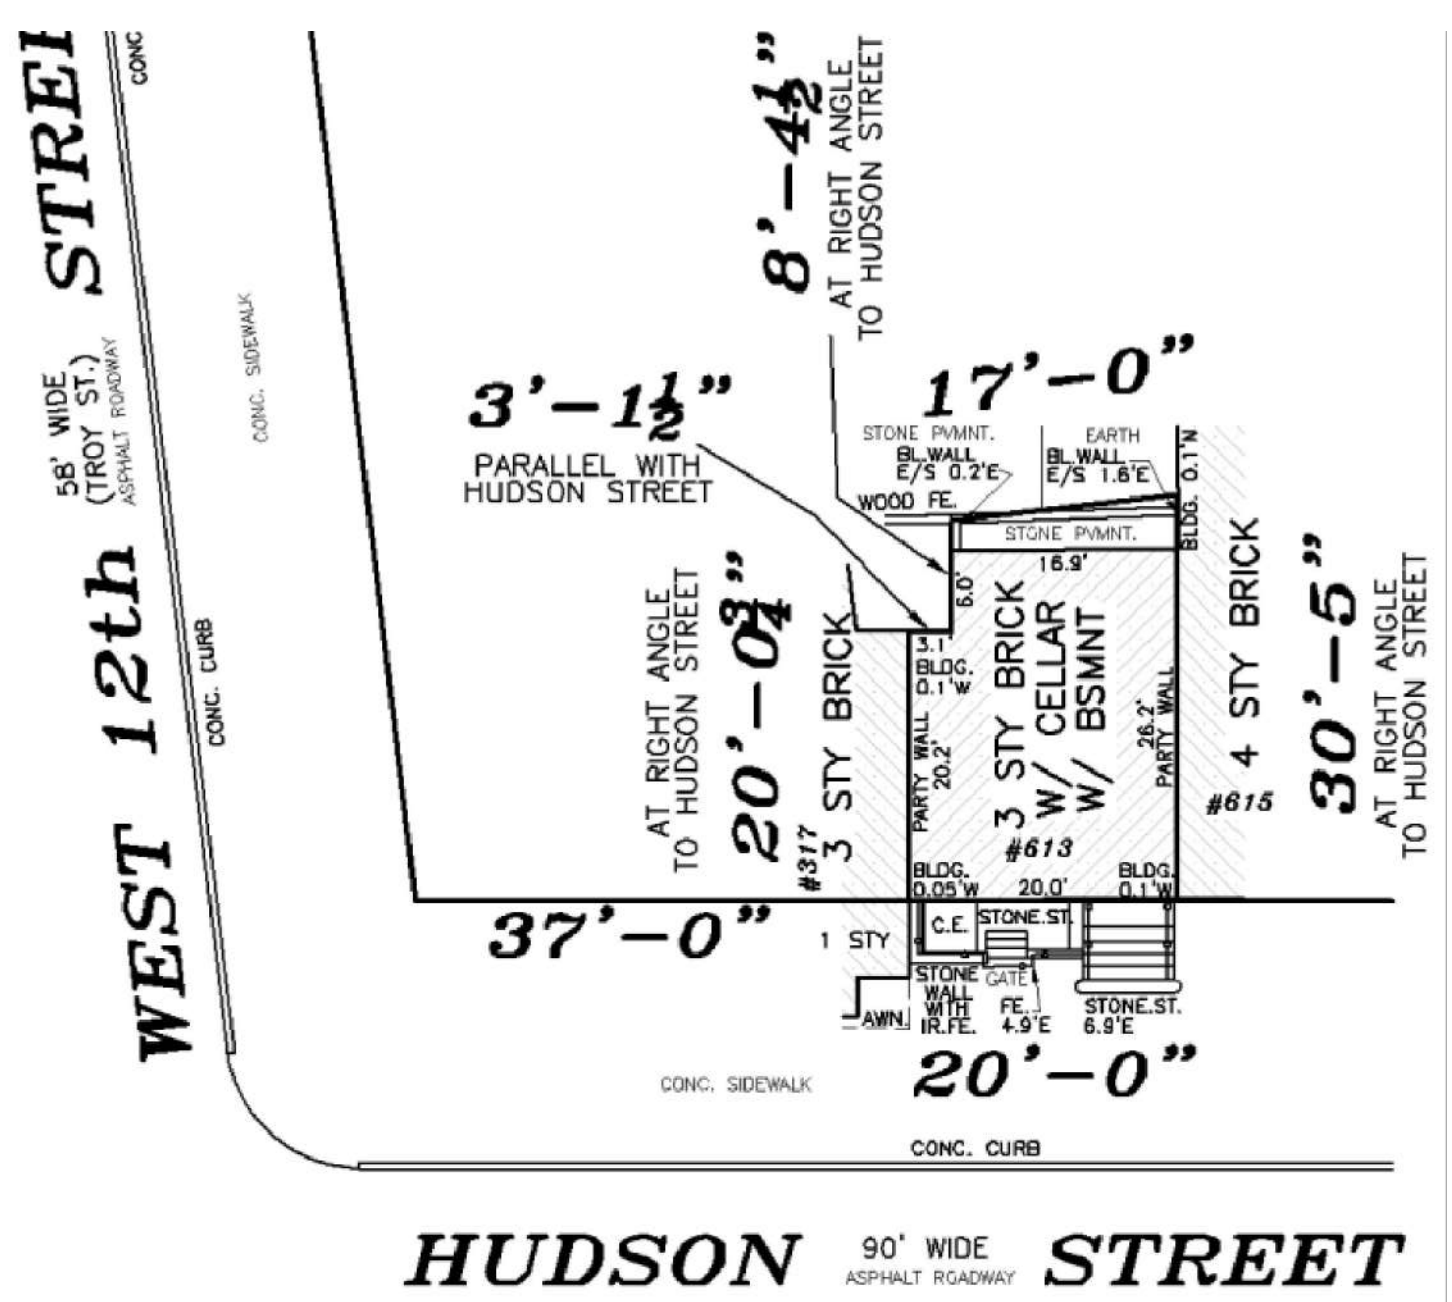 WEST 12th
58' WIDE
(TROY ST.)
ASPHALT ROADWAY
CONC
CONC. SIDEWALK
CONC. CURB
8'-4½"
AT RIGHT ANGLE
TO HUDSON STREET
3'-1½"
PARALLEL WITH
HUDSON STREET
17'-0"
STONE PVMNT.
EARTH
BL.WALL
E/S 0.2'E
BL.WALL
E/S 1.6'E
WOOD FE.
BLDG. 0.1'N
STONE PVMNT.
16.9'
6.0'
3.1'
BLDG.
0.1'W
AT RIGHT ANGLE
TO HUDSON STREET
20'-0¾"
#317
3 STY BRICK
PARTY WALL
20.2'
3 STY BRICK
W/ CELLAR
W/ BSMNT
#613
26.2'
PARTY WALL
4 STY BRICK
#615
30'-5"
AT RIGHT ANGLE
TO HUDSON STREET
BLDG.
0.05'W
20.0'
BLDG.
0.1'W
37'-0"
1 STY
C.E.
STONE.ST.
AWN.
STONE
WALL
WITH
IR.FE.
GATE
FE.
4.9'E
STONE.ST.
6.9'E
20'-0"
CONC. SIDEWALK
CONC. CURB
HUDSON 90' WIDE STREET
ASPHALT ROADWAY